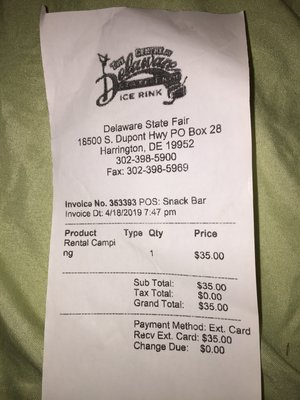 Delaware
ICE RINK
Delaware State Fair
18500 S. Dupont Hwy PO Box 28
Harrington, DE 19952
302-398-5900
Fax: 302-398-5969
Invoice No. 353393 POS: Snack Bar
Invoice Dt: 4/18/2019 7:47 pm
Product Type Qty Price
Rental Campi
ng 1 $35.00
Sub Total: $35.00
Tax Total: $0.00
Grand Total: $35.00
Payment Method: Ext. Card
Recv Ext. Card: $35.00
Change Due: $0.00